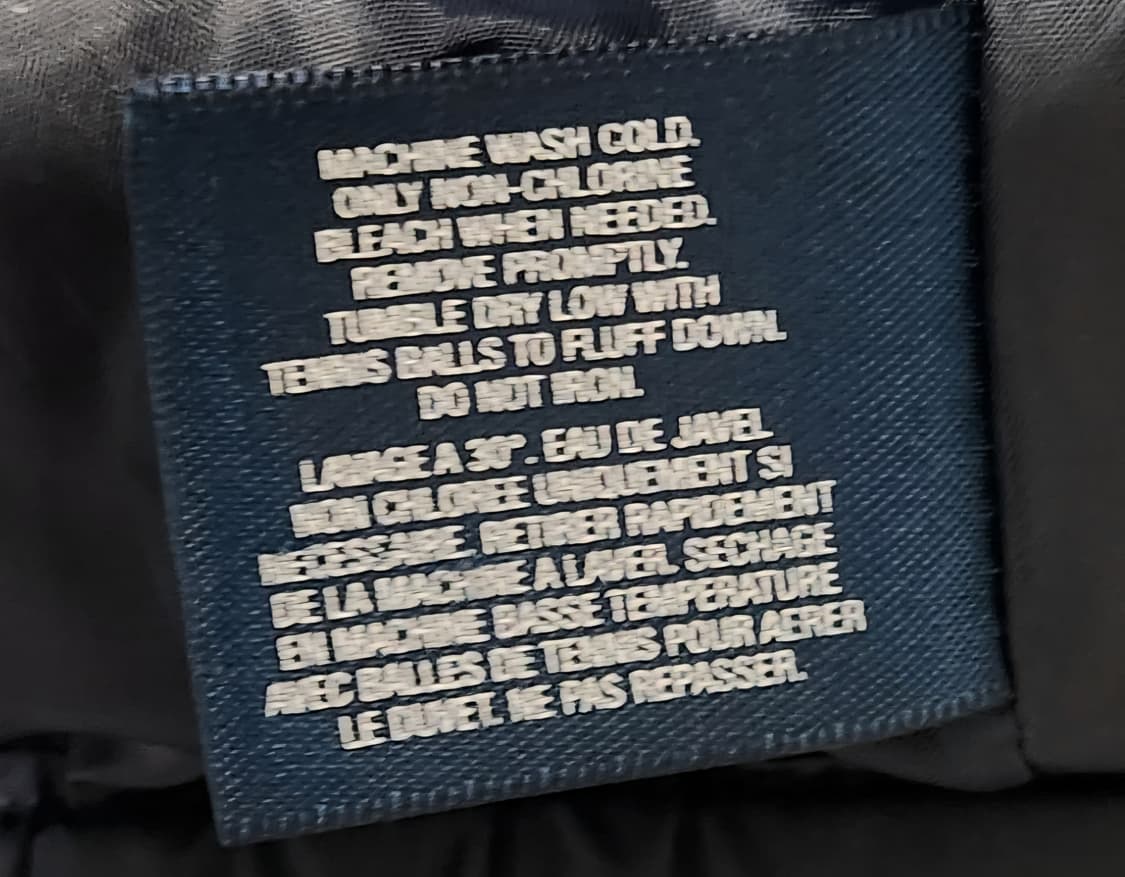 MACHINE WASH COLD.
ONLY NON-CHLORINE
BLEACH WHEN NEEDED.
REMOVE PROMPTLY.
TUMBLE DRY LOW WITH
TENNIS BALLS TO FLUFF DOWN.
DO NOT IRON.
LAVAGE A 30°. EAU DE JAVEL
NON CHLOREE UNIQUEMENT SI
NECESSAIRE. RETIRER RAPIDEMENT
DE LA MACHINE A LAVER. SECHAGE
EN MACHINE BASSE TEMPERATURE
AVEC BALLES DE TENNIS POUR AERER
LE DUVET. NE PAS REPASSER.